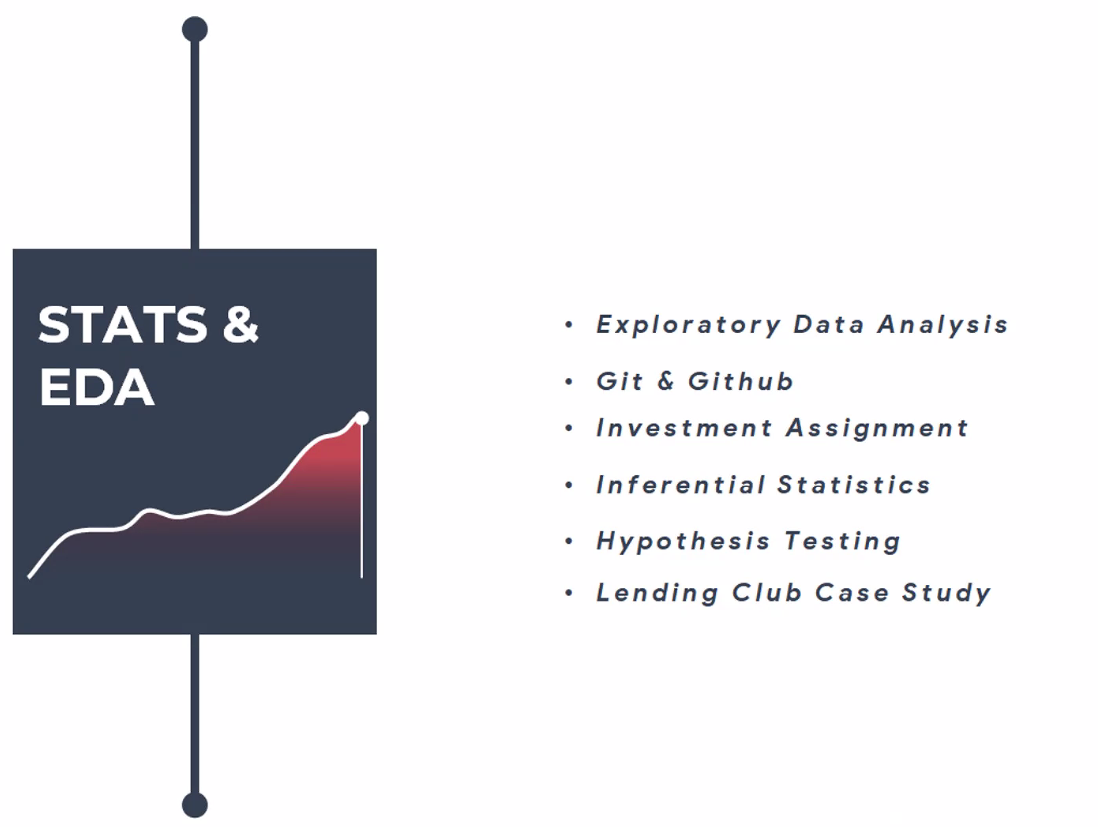 STATS &
EDA
• Exploratory Data Analysis
• Git & Github
• Investment Assignment
• Inferential Statistics
• Hypothesis Testing
• Lending Club Case Study